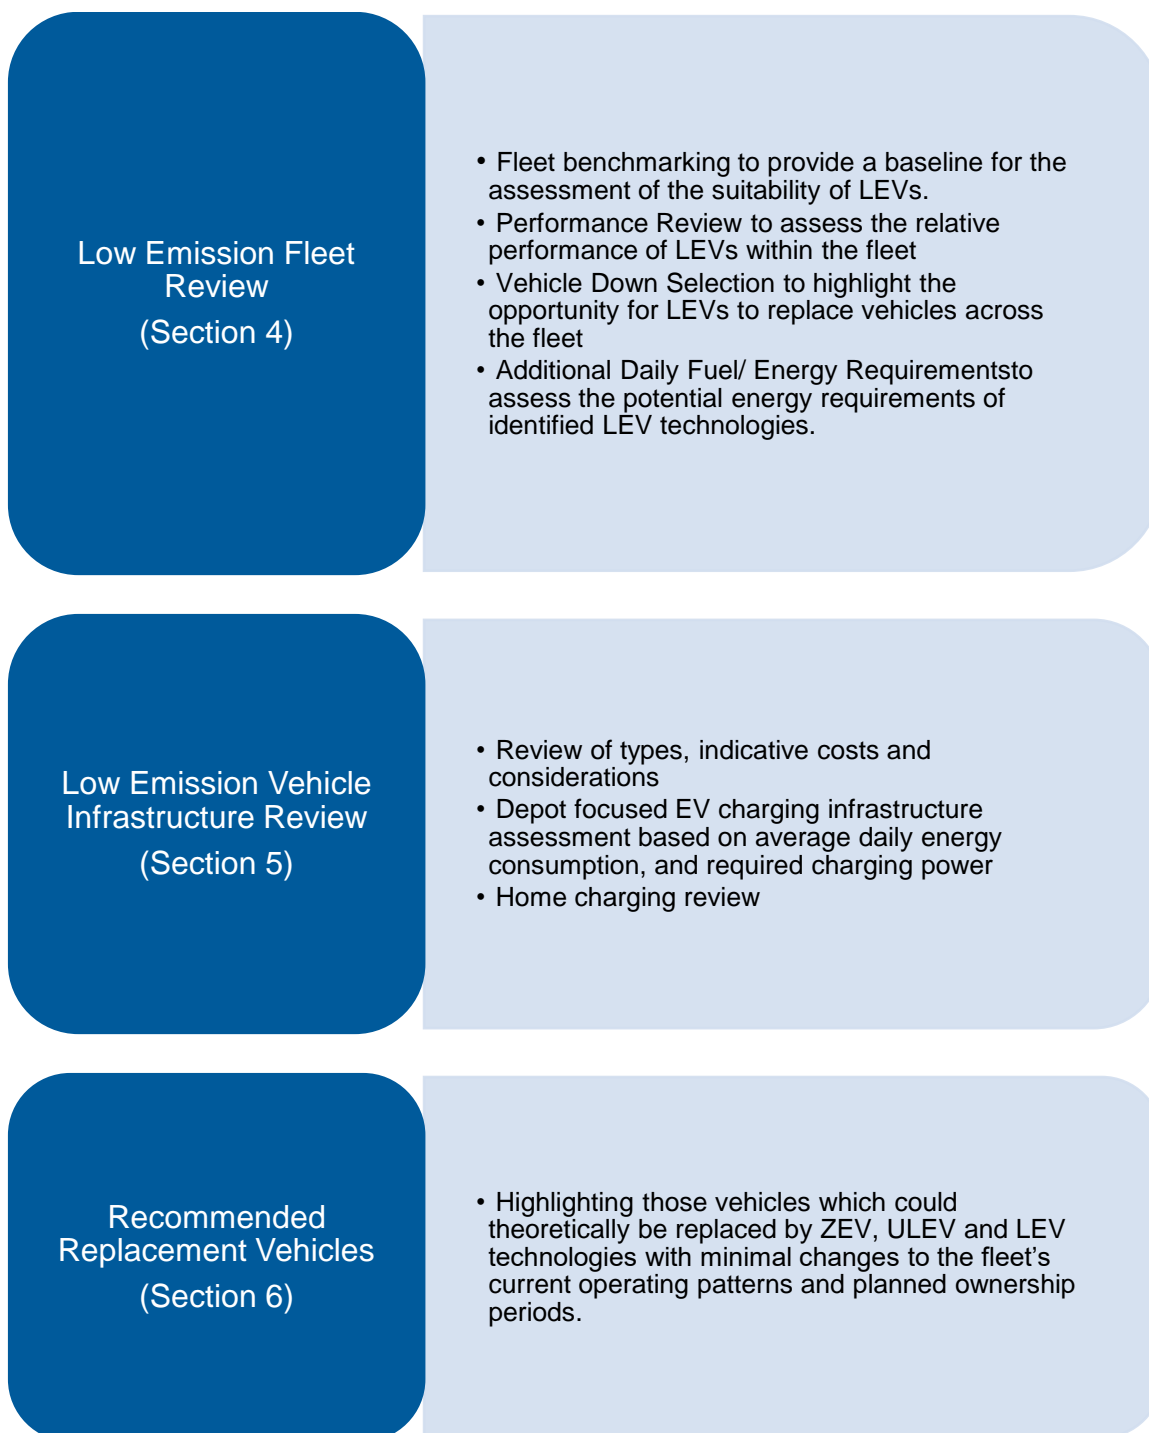 Low Emission Fleet
Review
(Section 4)
• Fleet benchmarking to provide a baseline for the
assessment of the suitability of LEVs.
• Performance Review to assess the relative
performance of LEVs within the fleet
• Vehicle Down Selection to highlight the
opportunity for LEVs to replace vehicles across
the fleet
• Additional Daily Fuel/ Energy Requirementsto
assess the potential energy requirements of
identified LEV technologies.
Low Emission Vehicle
Infrastructure Review
(Section 5)
• Review of types, indicative costs and
considerations
• Depot focused EV charging infrastructure
assessment based on average daily energy
consumption, and required charging power
• Home charging review
Recommended
Replacement Vehicles
(Section 6)
• Highlighting those vehicles which could
theoretically be replaced by ZEV, ULEV and LEV
technologies with minimal changes to the fleet’s
current operating patterns and planned ownership
periods.